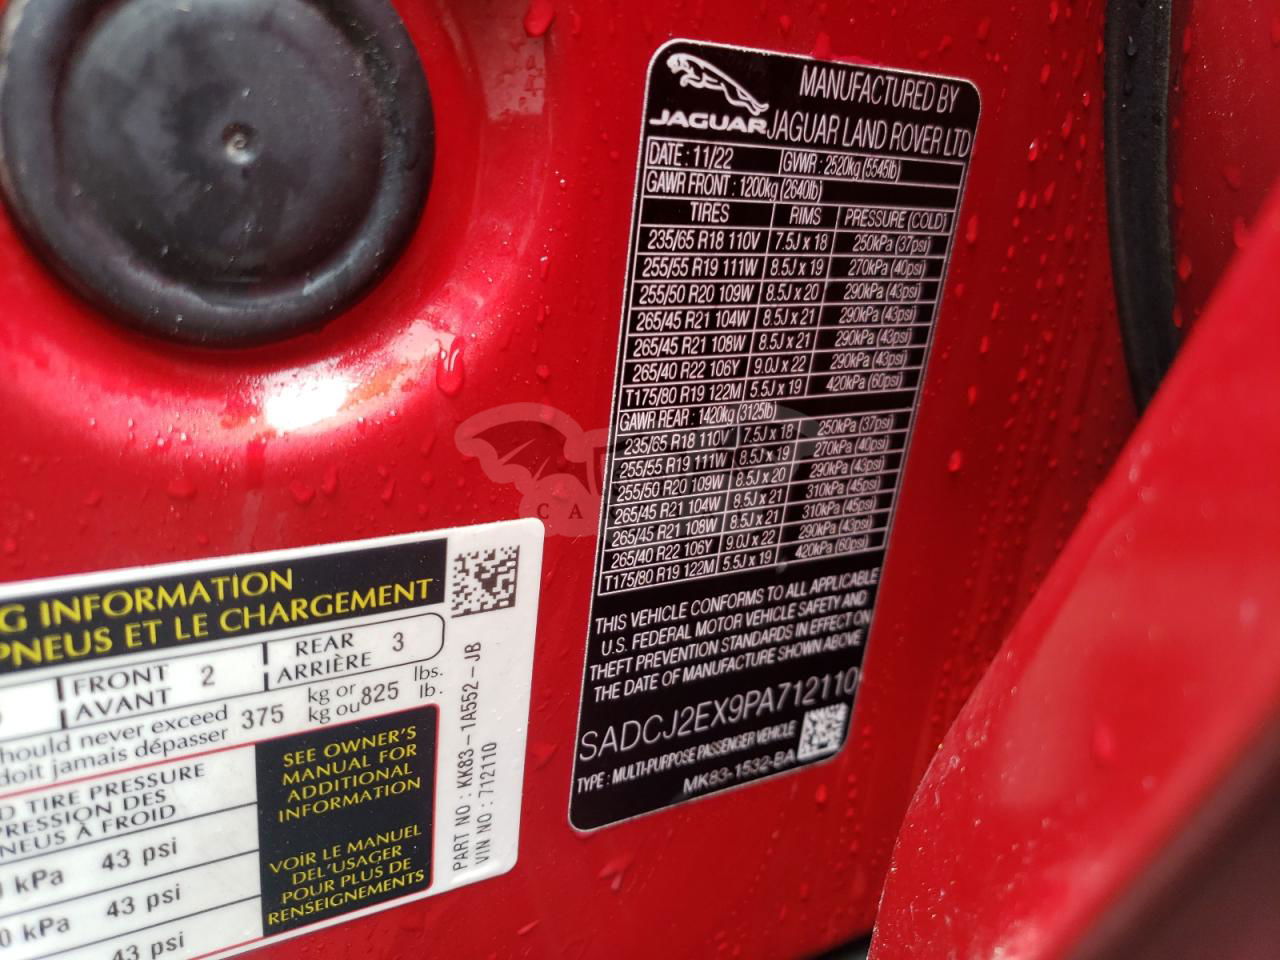 JAGUAR
MANUFACTURED BY
JAGUAR LAND ROVER LTD
DATE : 11/22 GVWR : 2520kg (5545lb)
GAWR FRONT : 1200kg (2640lb)
TIRES RIMS PRESSURE (COLD)
235/65 R18 110V 7.5J x 18 250kPa (37psi)
255/55 R19 111W 8.5J x 19 270kPa (40psi)
255/50 R20 109W 8.5J x 20 290kPa (43psi)
265/45 R21 104W 8.5J x 21 290kPa (43psi)
265/45 R21 108W 8.5J x 21 290kPa (43psi)
265/40 R22 106Y 9.0J x 22 290kPa (43psi)
T175/80 R19 122M 5.5J x 19 420kPa (60psi)
GAWR REAR : 1420kg (3125lb)
235/65 R18 110V 7.5J x 18 250kPa (37psi)
255/55 R19 111W 8.5J x 19 270kPa (40psi)
255/50 R20 109W 8.5J x 20 290kPa (43psi)
265/45 R21 104W 8.5J x 21 310kPa (45psi)
265/45 R21 108W 8.5J x 21 310kPa (45psi)
265/40 R22 106Y 9.0J x 22 290kPa (43psi)
T175/80 R19 122M 5.5J x 19 420kPa (60psi)
THIS VEHICLE CONFORMS TO ALL APPLICABLE
U.S. FEDERAL MOTOR VEHICLE SAFETY AND
THEFT PREVENTION STANDARDS IN EFFECT ON
THE DATE OF MANUFACTURE SHOWN ABOVE
SADCJ2EX9PA712110
TYPE : MULTI-PURPOSE PASSENGER VEHICLE
MK83-1532-BA
G INFORMATION
PNEUS ET LE CHARGEMENT
FRONT 2 REAR 3
AVANT ARRIÈRE
hould never exceed 375 kg or 825 lbs.
doit jamais dépasser kg ou lb.
D TIRE PRESSURE
PRESSION DES
NEUS À FROID
kPa 43 psi
0 kPa 43 psi
43 psi
SEE OWNER'S
MANUAL FOR
ADDITIONAL
INFORMATION
VOIR LE MANUEL
DEL'USAGER
POUR PLUS DE
RENSEIGNEMENTS
PART NO : KK83-1A552-JB
VIN NO : 712110